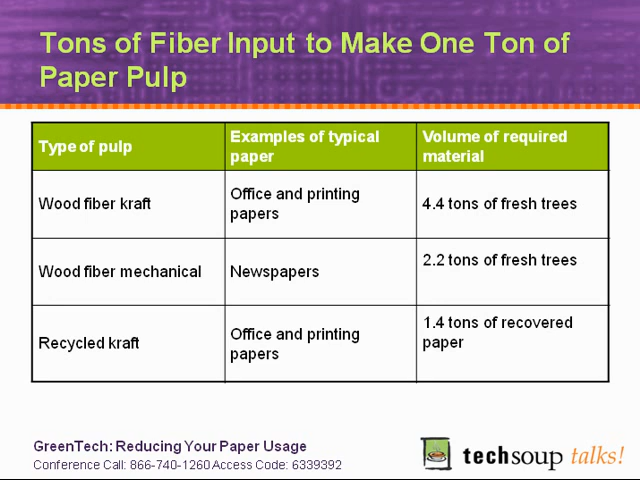 Tons of Fiber Input to Make One Ton of
Paper Pulp
Type of pulp
Examples of typical
paper
Volume of required
material
Wood fiber kraft
Office and printing
papers
4.4 tons of fresh trees
Wood fiber mechanical
Newspapers
2.2 tons of fresh trees
Recycled kraft
Office and printing
papers
1.4 tons of recovered
paper
GreenTech: Reducing Your Paper Usage
Conference Call: 866-740-1260 Access Code: 6339392
techsoup talks!